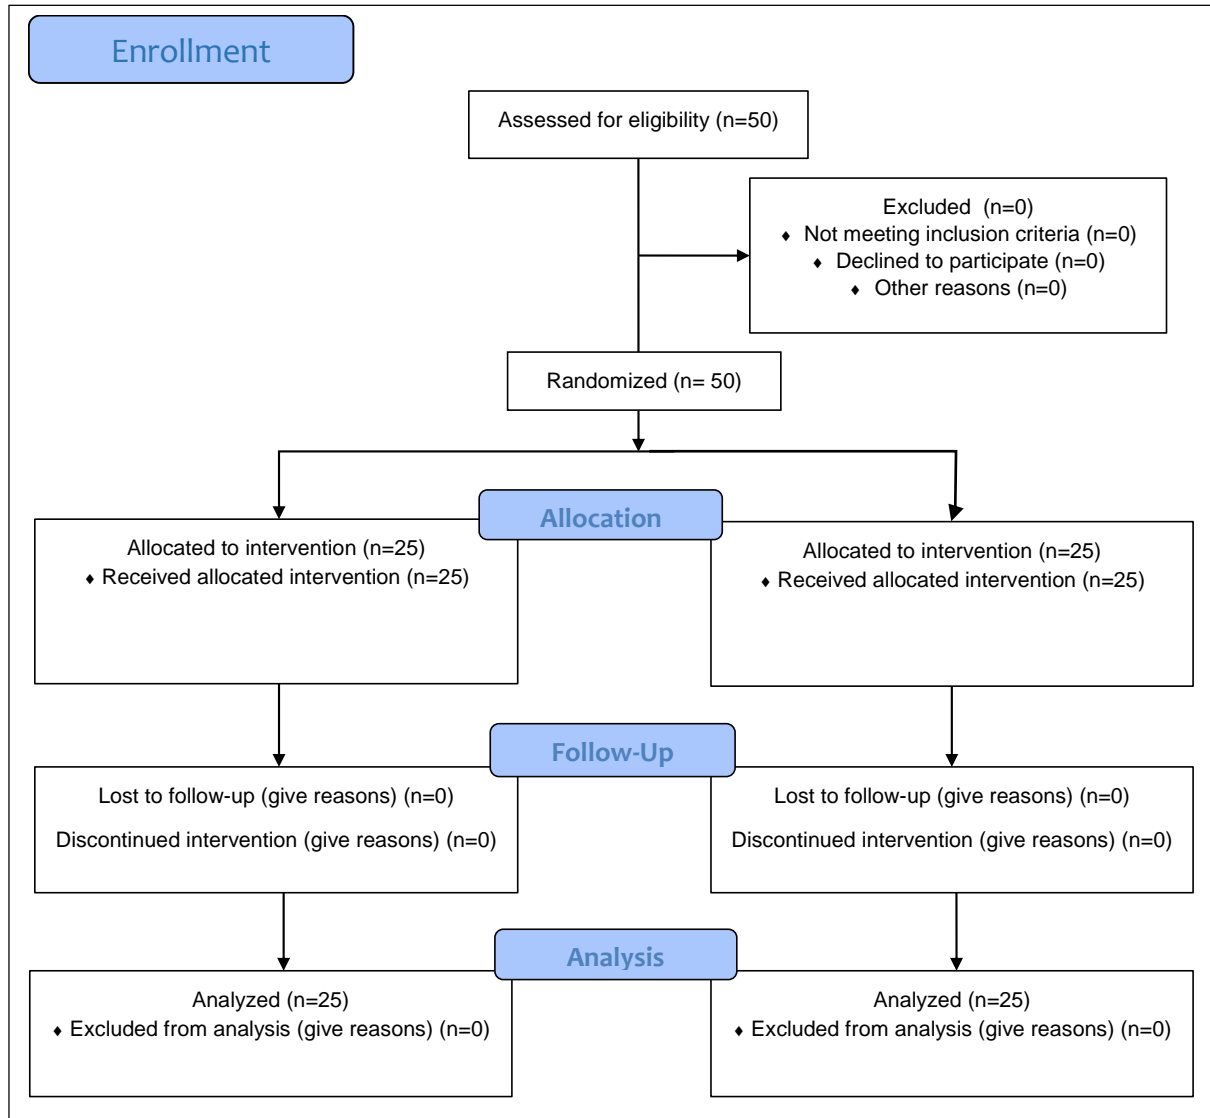 Enrollment
Assessed for eligibility (n=50)
Excluded (n=0)
♦ Not meeting inclusion criteria (n=0)
♦ Declined to participate (n=0)
♦ Other reasons (n=0)
Randomized (n= 50)
Allocation
Allocated to intervention (n=25)
♦ Received allocated intervention (n=25)
Allocated to intervention (n=25)
♦ Received allocated intervention (n=25)
Follow-Up
Lost to follow-up (give reasons) (n=0)
Discontinued intervention (give reasons) (n=0)
Lost to follow-up (give reasons) (n=0)
Discontinued intervention (give reasons) (n=0)
Analysis
Analyzed (n=25)
♦ Excluded from analysis (give reasons) (n=0)
Analyzed (n=25)
♦ Excluded from analysis (give reasons) (n=0)